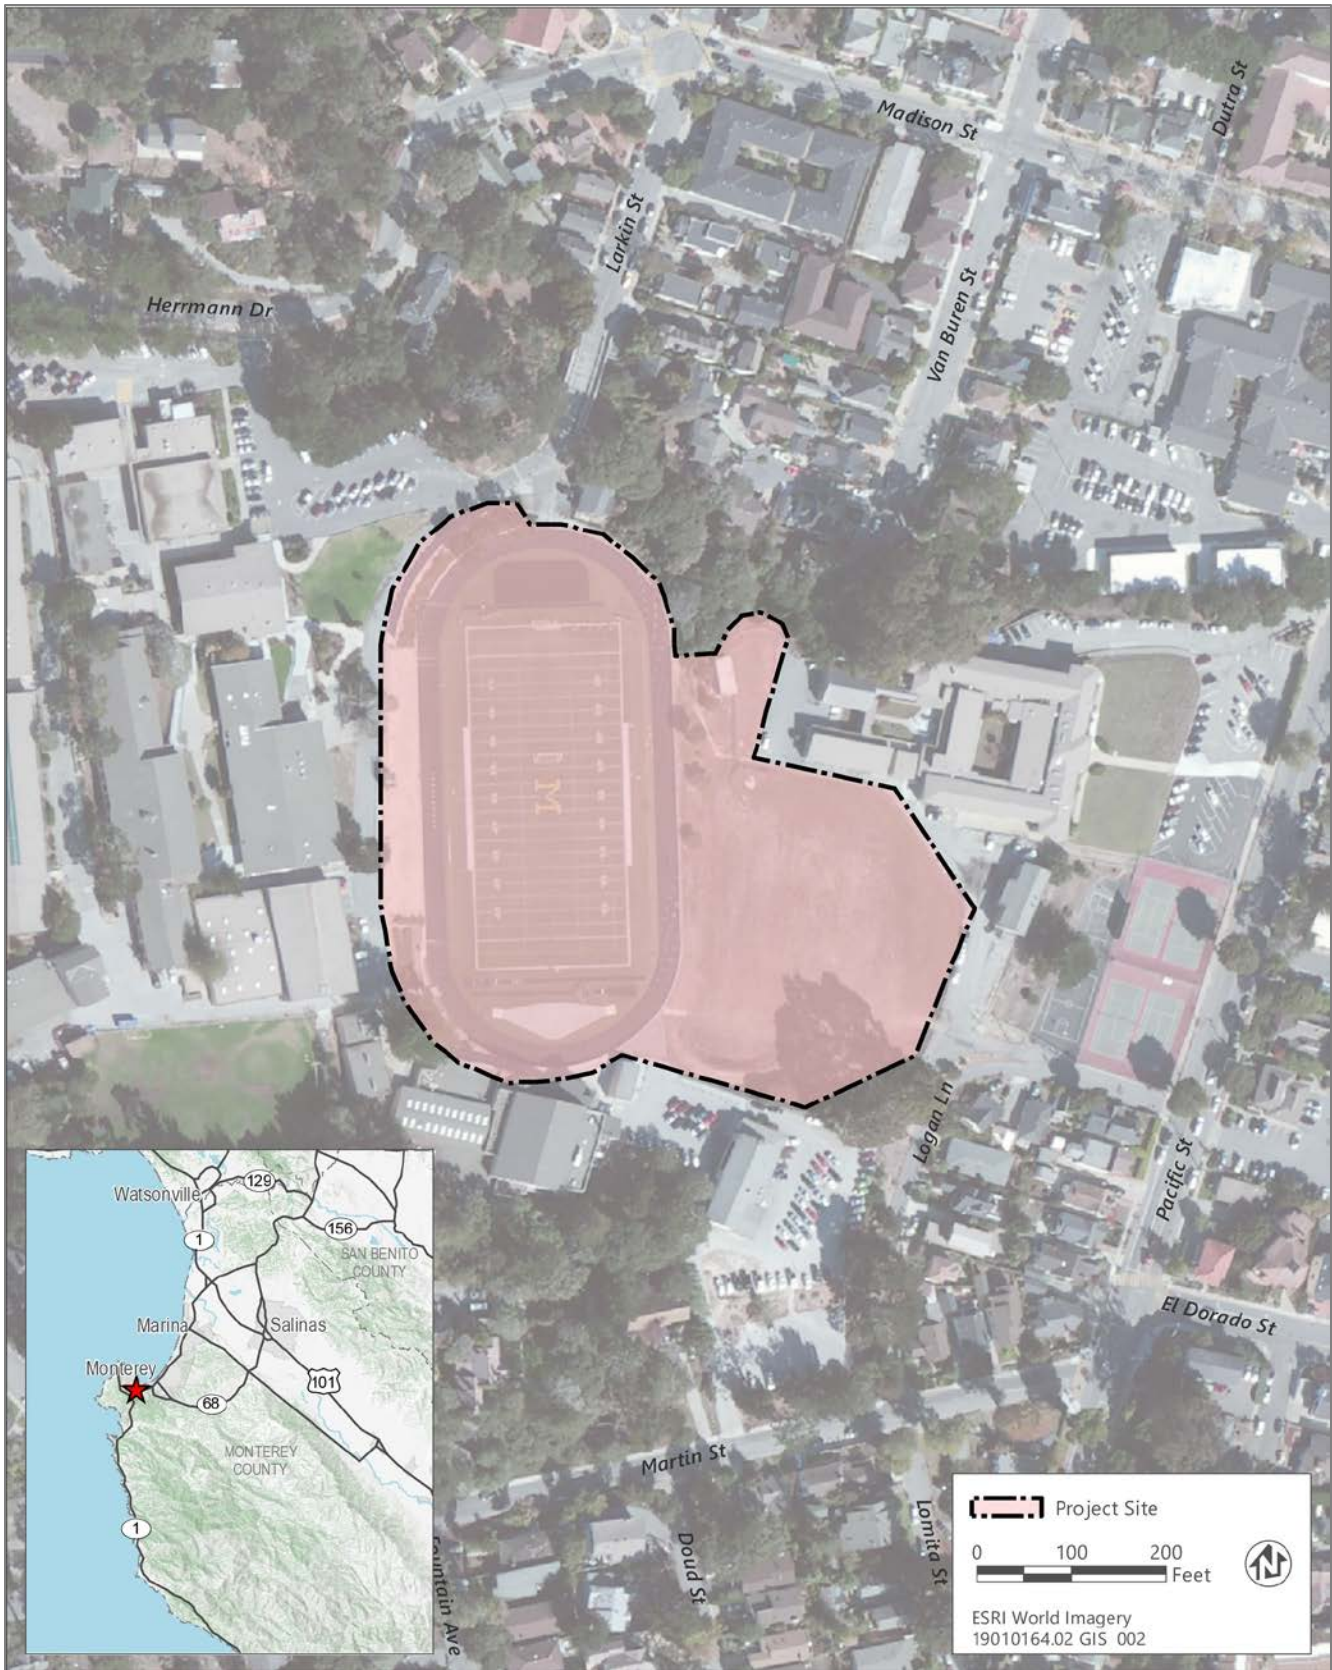 Madison St
Dutra St
Larkin St
Van Buren St
Herrmann Dr
M
Logan Ln
Pacific St
El Dorado St
Martin St
Lomita St
Doud St
Fountain Ave
Watsonville
129
156
1
SAN BENITO
COUNTY
Marina
Salinas
Monterey
101
68
MONTEREY
COUNTY
1
Project Site
0 100 200
Feet
N
ESRI World Imagery
19010164.02 GIS 002